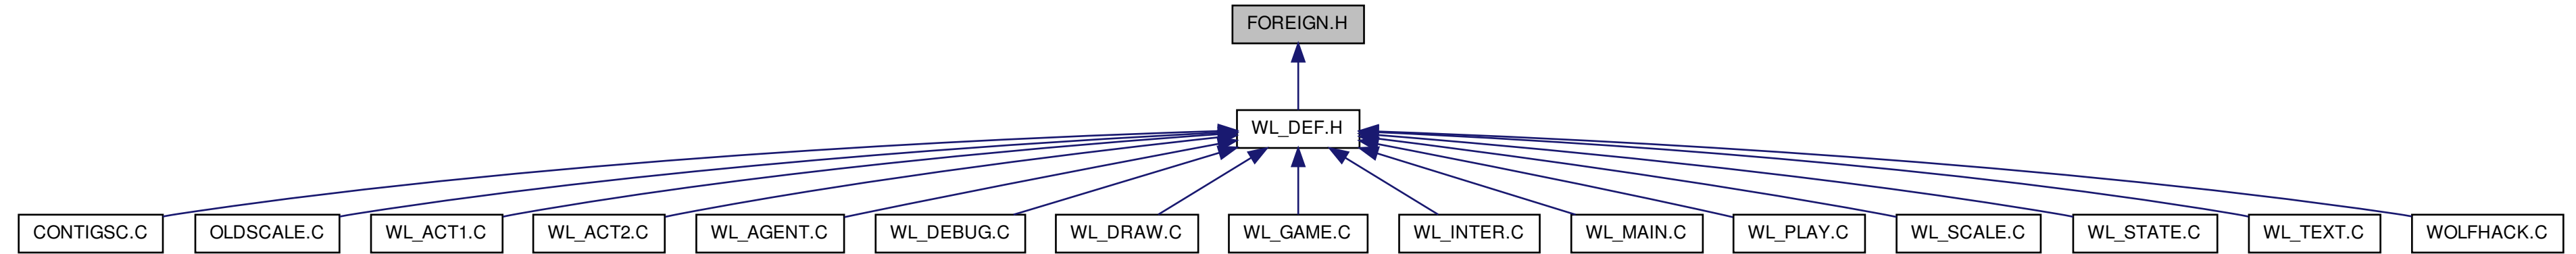 FOREIGN.H
WL_DEF.H
CONTIGSC.C
OLDSCALE.C
WL_ACT1.C
WL_ACT2.C
WL_AGENT.C
WL_DEBUG.C
WL_DRAW.C
WL_GAME.C
WL_INTER.C
WL_MAIN.C
WL_PLAY.C
WL_SCALE.C
WL_STATE.C
WL_TEXT.C
WOLFHACK.C